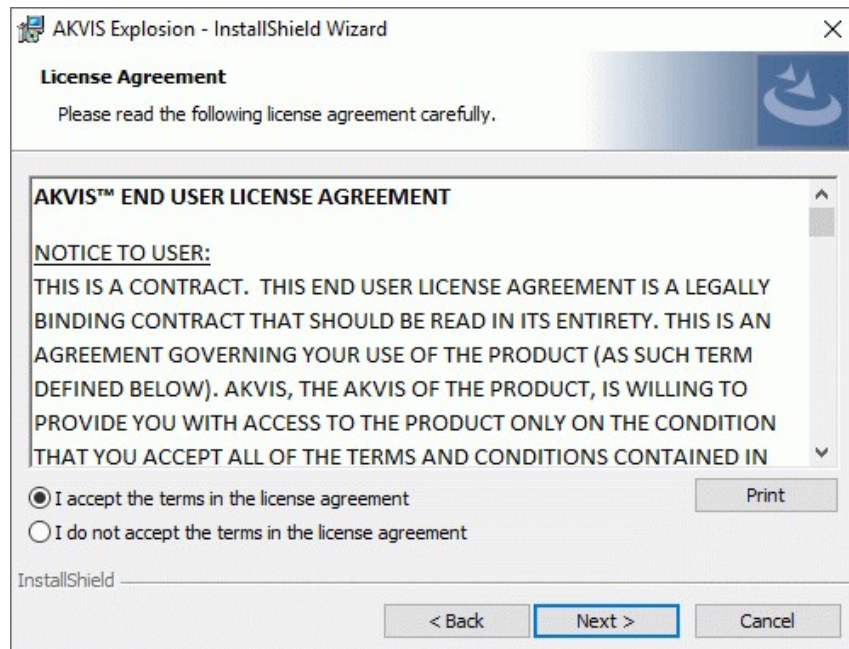 AKVIS Explosion - InstallShield Wizard
License Agreement
Please read the following license agreement carefully.
AKVIS™ END USER LICENSE AGREEMENT
NOTICE TO USER:
THIS IS A CONTRACT.  THIS END USER LICENSE AGREEMENT IS A LEGALLY
BINDING CONTRACT THAT SHOULD BE READ IN ITS ENTIRETY. THIS IS AN
AGREEMENT GOVERNING YOUR USE OF THE PRODUCT (AS SUCH TERM
DEFINED BELOW). AKVIS, THE AKVIS OF THE PRODUCT, IS WILLING TO
PROVIDE YOU WITH ACCESS TO THE PRODUCT ONLY ON THE CONDITION
THAT YOU ACCEPT ALL OF THE TERMS AND CONDITIONS CONTAINED IN
I accept the terms in the license agreement
Print
I do not accept the terms in the license agreement
InstallShield
< Back
Next >
Cancel